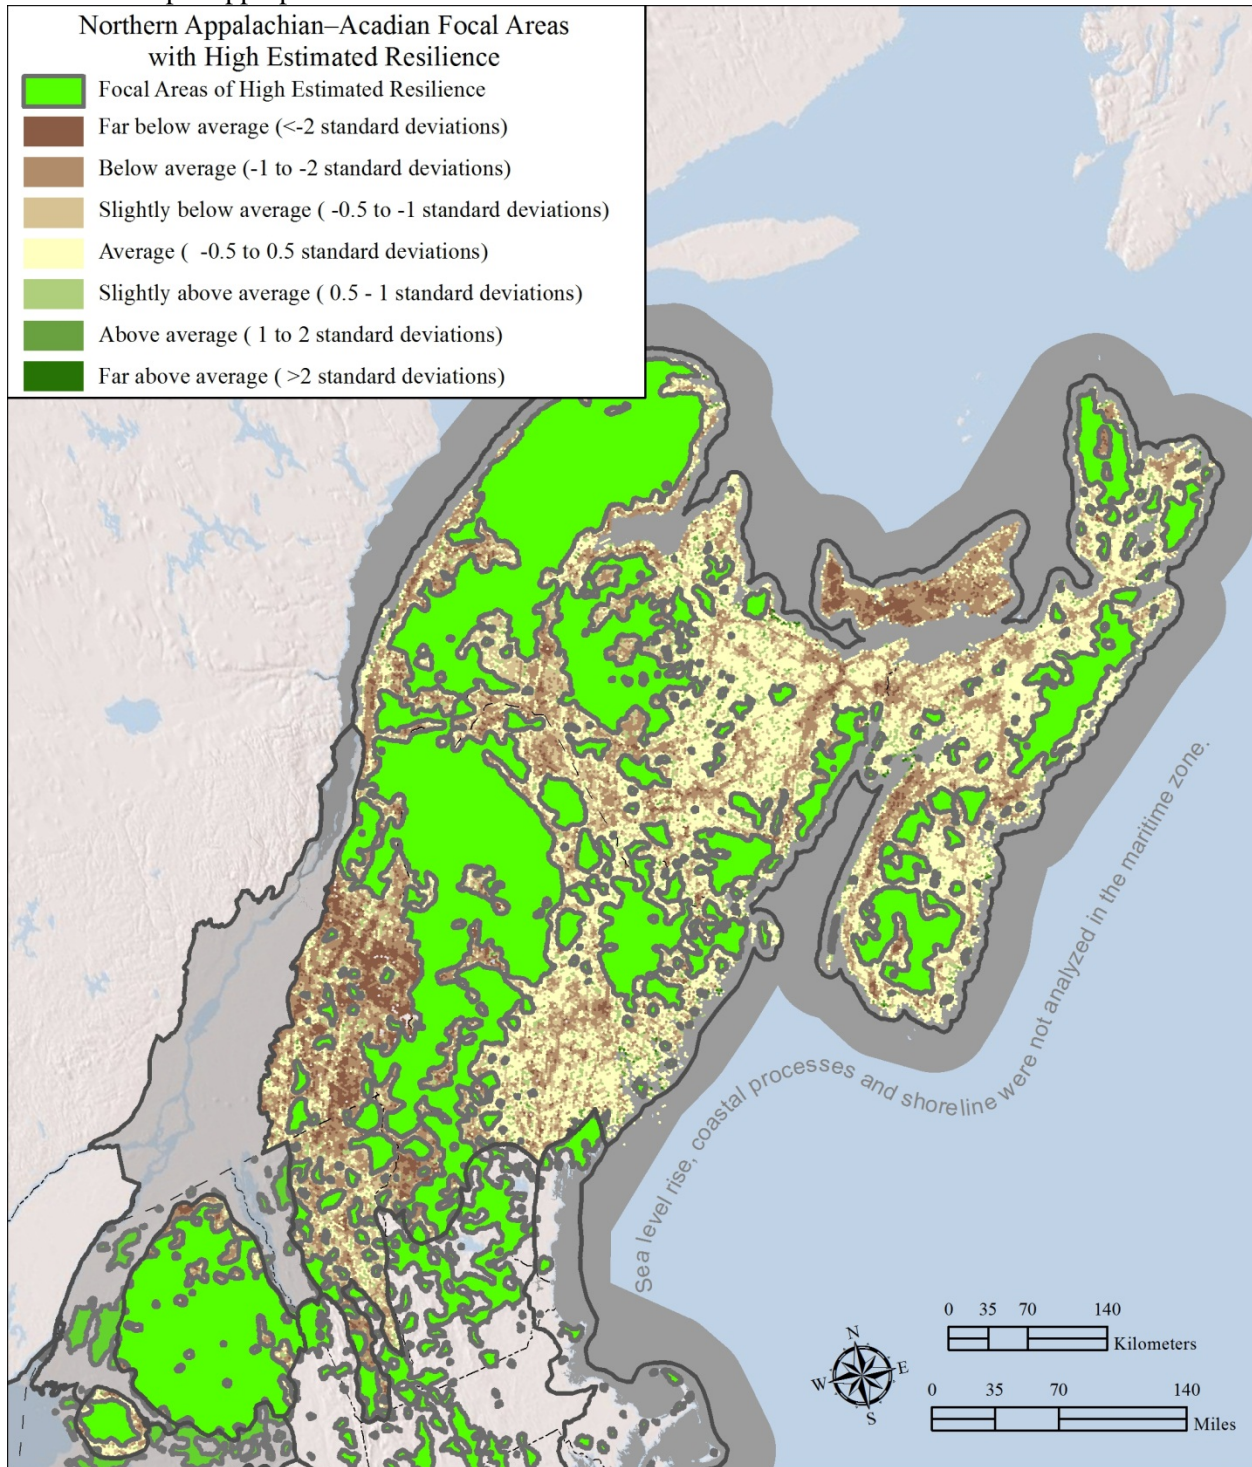 Northern Appalachian–Acadian Focal Areas
with High Estimated Resilience
Focal Areas of High Estimated Resilience
Far below average (<-2 standard deviations)
Below average (-1 to -2 standard deviations)
Slightly below average ( -0.5 to -1 standard deviations)
Average ( -0.5 to 0.5 standard deviations)
Slightly above average ( 0.5 - 1 standard deviations)
Above average ( 1 to 2 standard deviations)
Far above average ( >2 standard deviations)
Sea level rise, coastal processes and shoreline were not analyzed in the maritime zone.
N
W E
S
0 35 70 140
Kilometers
0 35 70 140
Miles